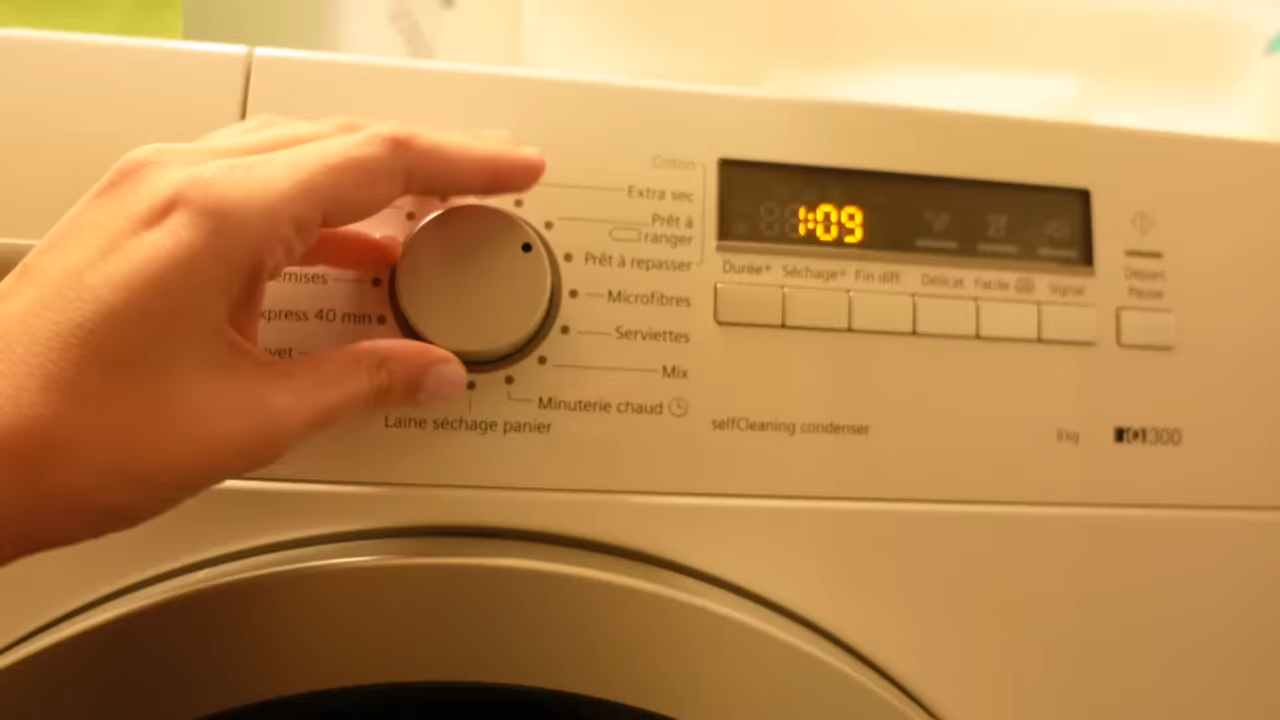 Coton
Extra sec
Prêt à
ranger
Prêt à repasser
Microfibres
Serviettes
Mix
Minuterie chaud
Laine séchage panier
emises
xpress 40 min
uvet
1:09
Durée+ Séchage+ Fin diff. Délicat Facile Signal
Départ
Pause
selfCleaning condenser
8kg
iQ300